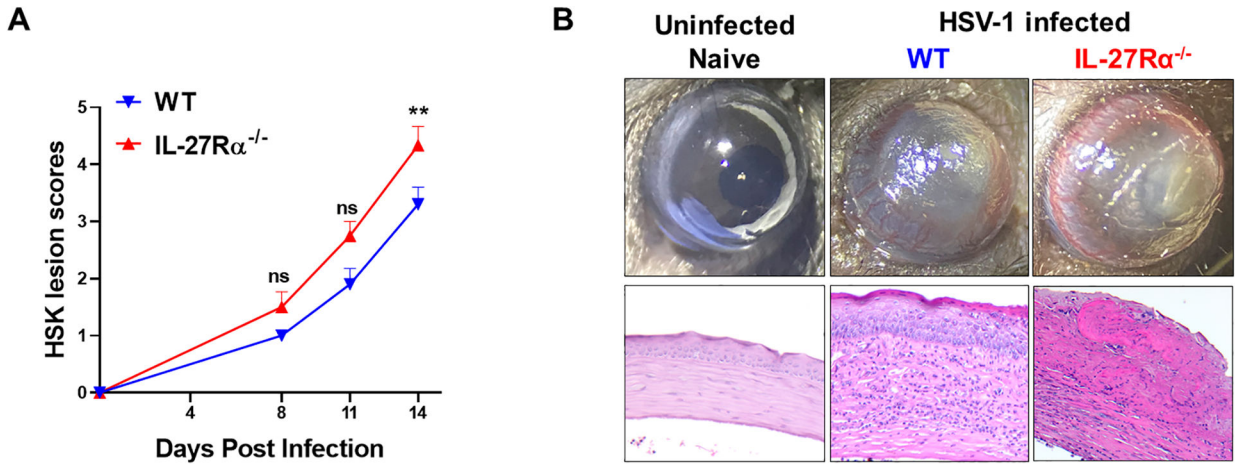 A
WT
IL-27Rα-/-
HSK lesion scores
5
4
3
2
1
0
ns
ns
**
4
8
11
14
Days Post Infection
B
Uninfected
Naive
HSV-1 infected
WT
IL-27Rα-/-